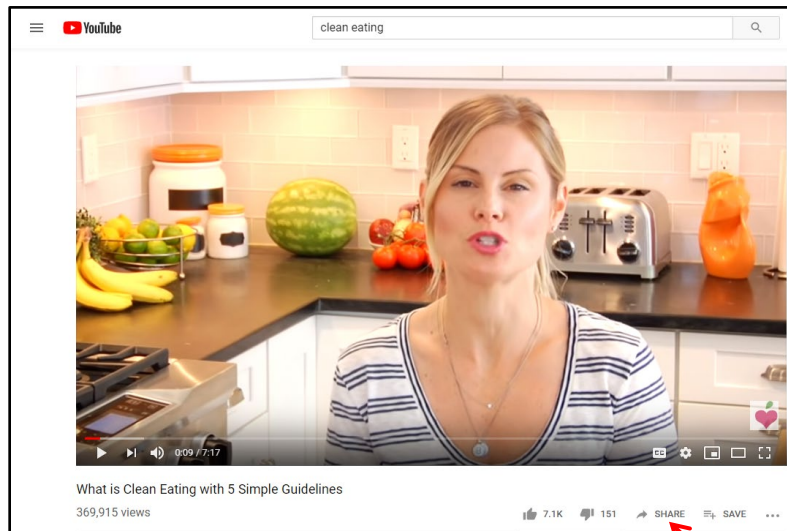 YouTube
clean eating
0:09 / 7:17
CC
What is Clean Eating with 5 Simple Guidelines
369,915 views
7.1K 151 SHARE SAVE